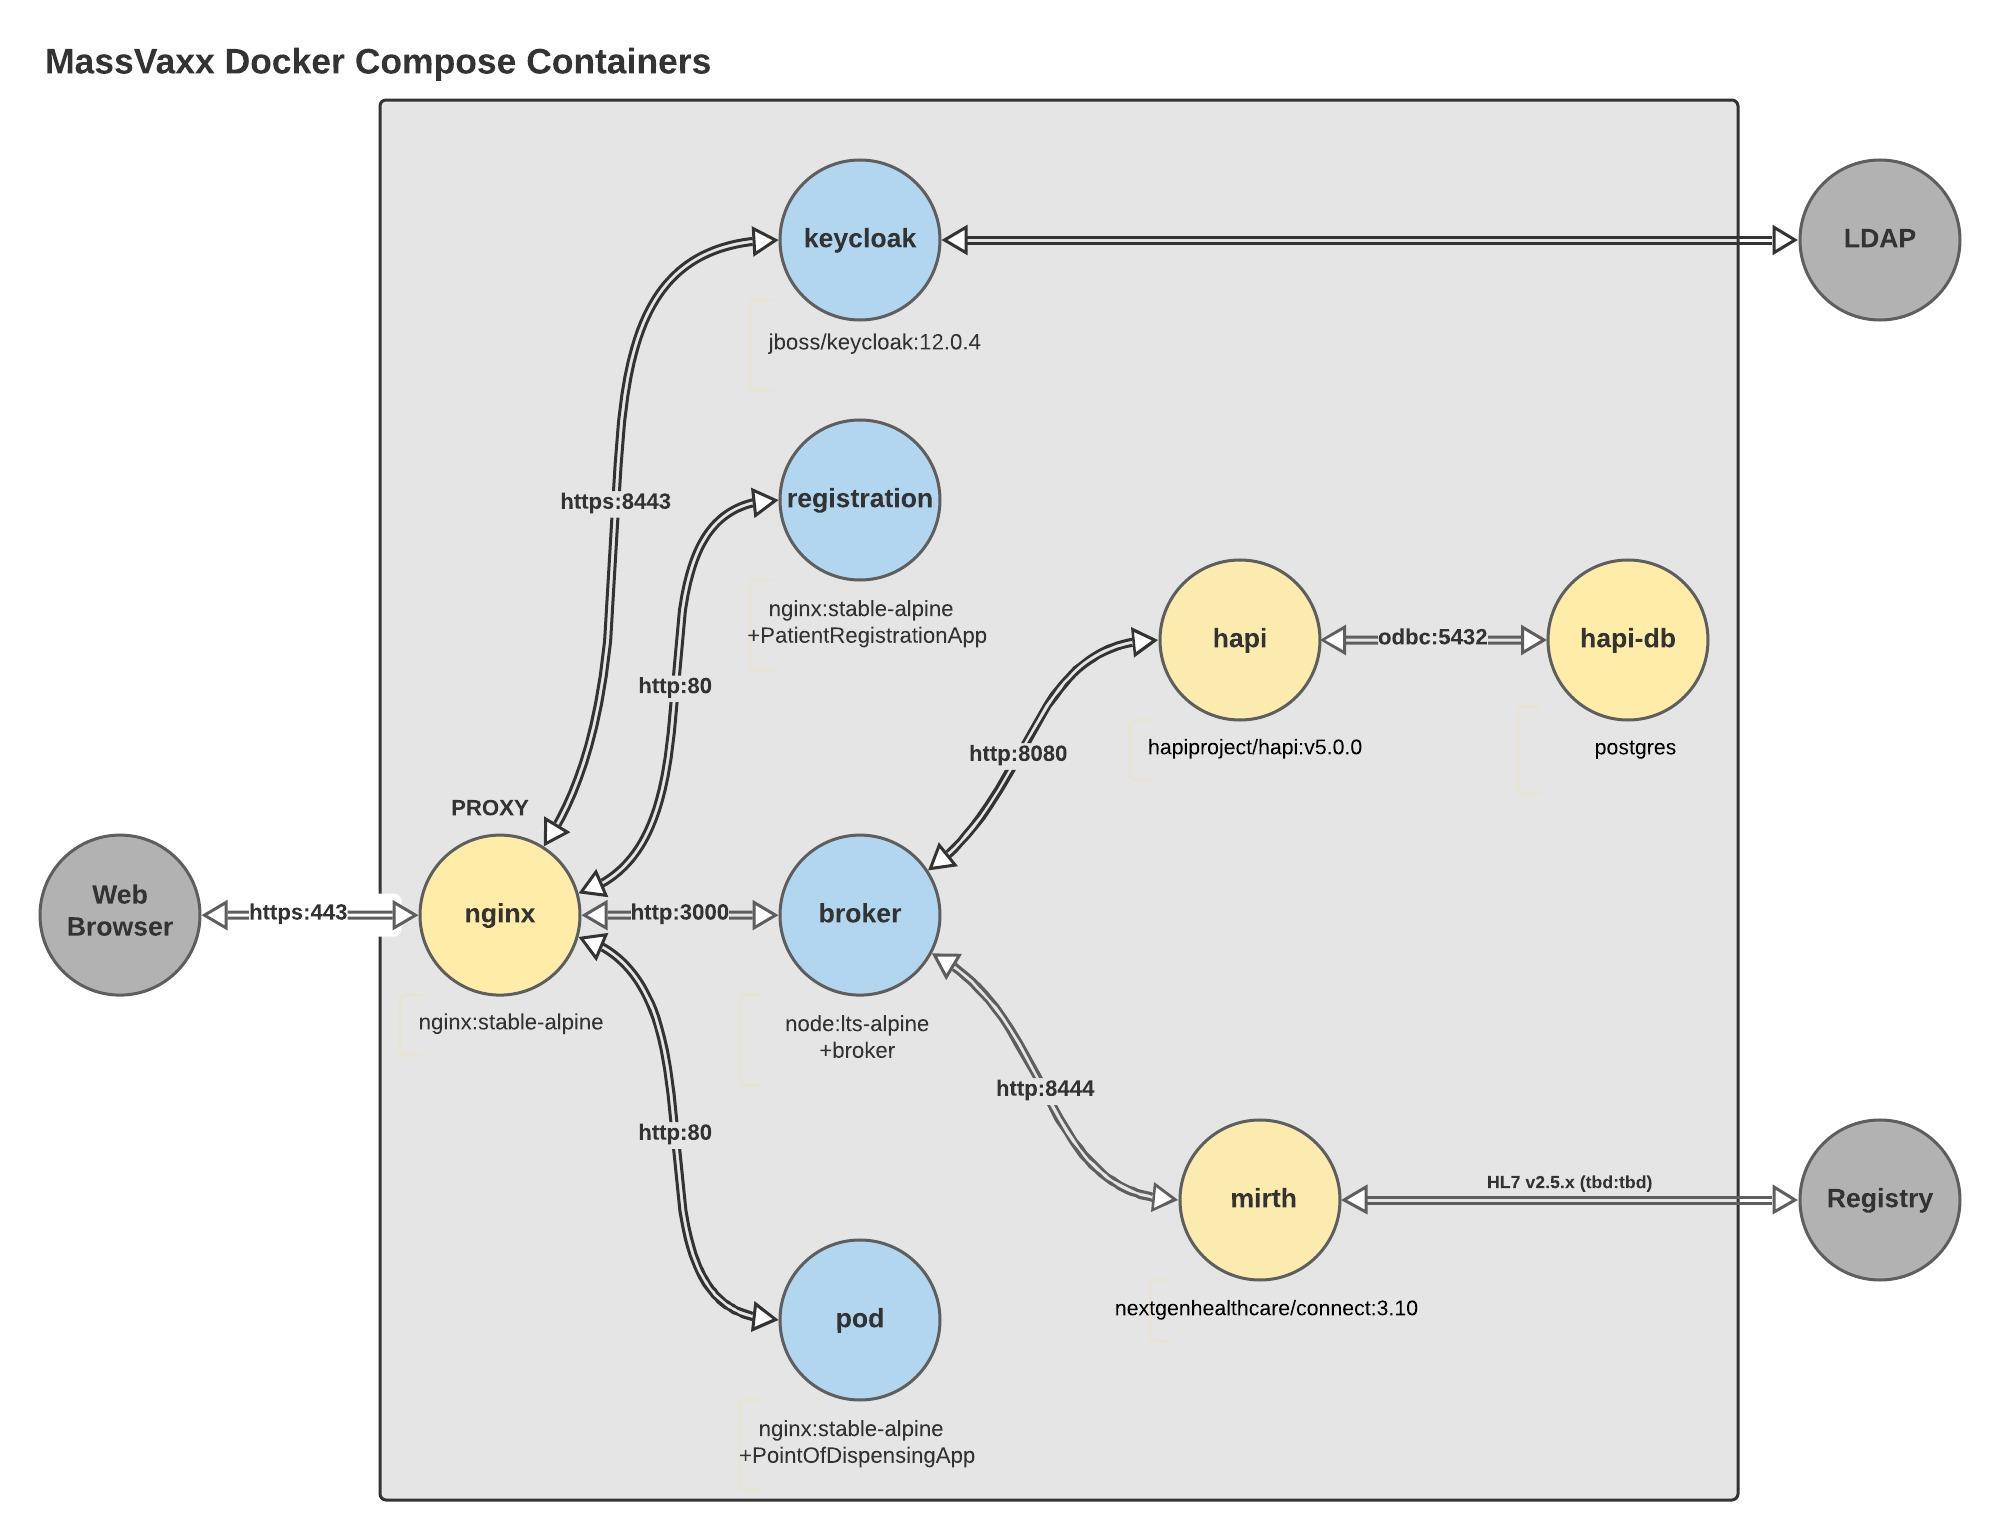 MassVaxx Docker Compose Containers
keycloak
LDAP
jboss/keycloak:12.0.4
https:8443
registration
nginx:stable-alpine
+PatientRegistrationApp
http:80
hapi
odbc:5432
hapi-db
hapiproject/hapi:v5.0.0
postgres
http:8080
PROXY
Web
Browser
https:443
nginx
http:3000
broker
nginx:stable-alpine
node:lts-alpine
+broker
http:8444
http:80
mirth
HL7 v2.5.x (tbd:tbd)
Registry
nextgenhealthcare/connect:3.10
pod
nginx:stable-alpine
+PointOfDispensingApp